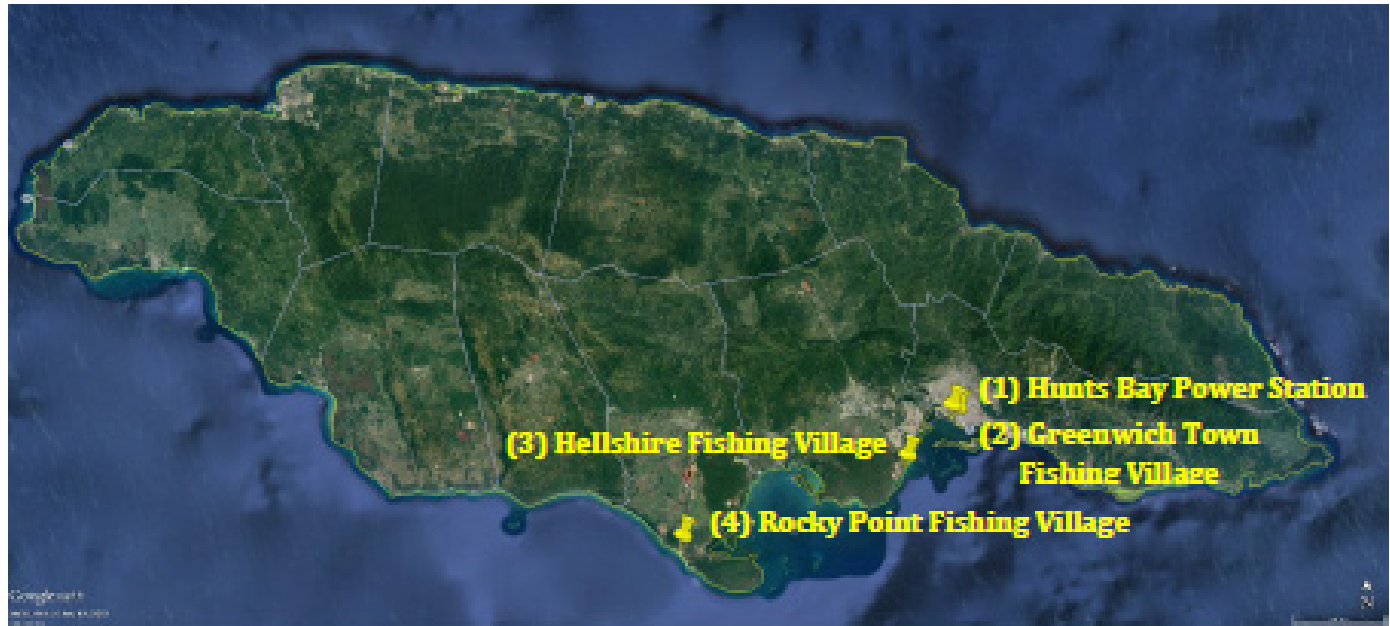 (1) Hunts Bay Power Station
(2) Greenwich Town
Fishing Village
(3) Hellshire Fishing Village
(4) Rocky Point Fishing Village
Google earth
N